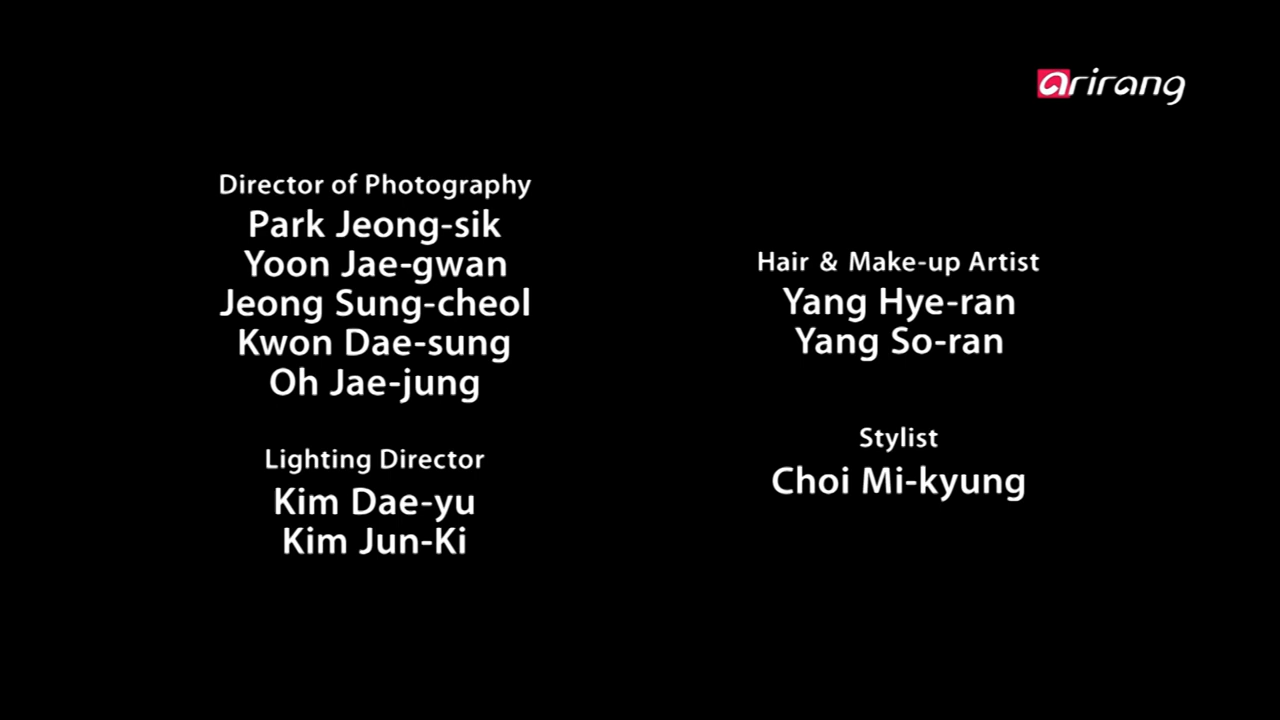 arirang
Director of Photography
Park Jeong-sik
Yoon Jae-gwan
Jeong Sung-cheol
Kwon Dae-sung
Oh Jae-jung
Lighting Director
Kim Dae-yu
Kim Jun-Ki
Hair & Make-up Artist
Yang Hye-ran
Yang So-ran
Stylist
Choi Mi-kyung